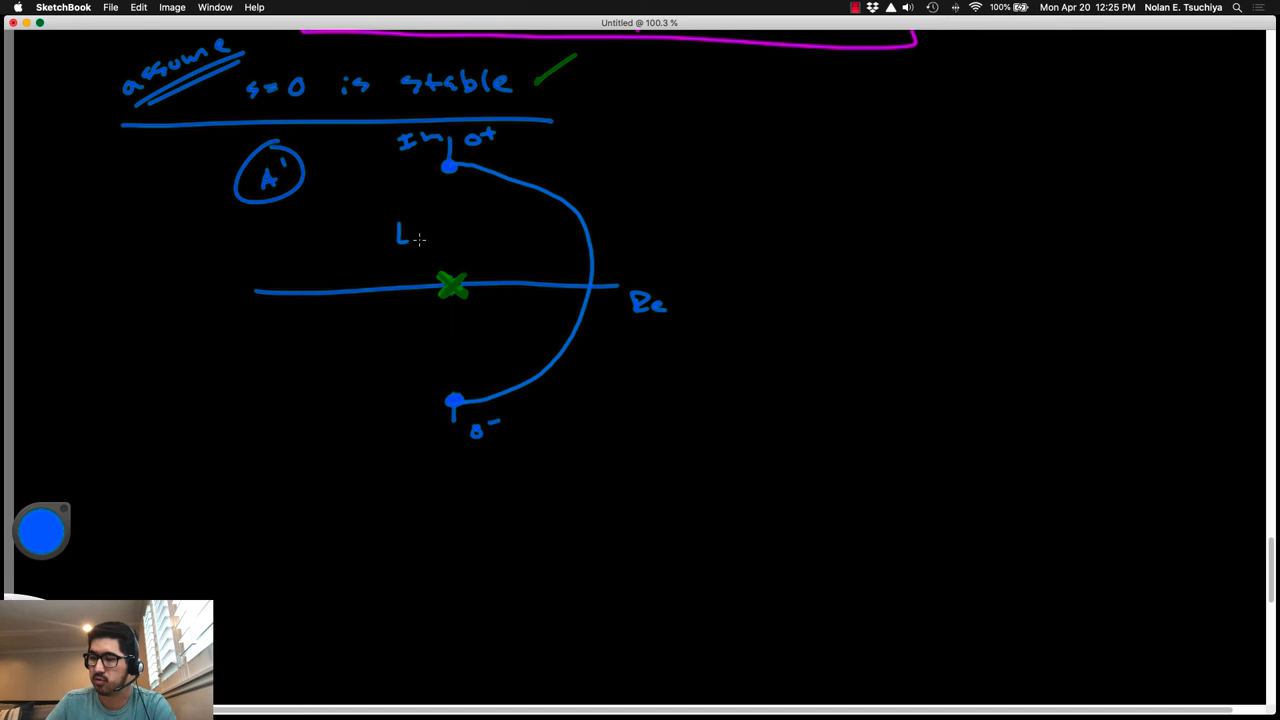 SketchBook File Edit Image Window Help 100% Mon Apr 20 12:25 PM Nolan E. Tsuchiya
Untitled @ 100.3 %
assume s=0 is stable ✓
Im 0+
A'
L
Re
0-